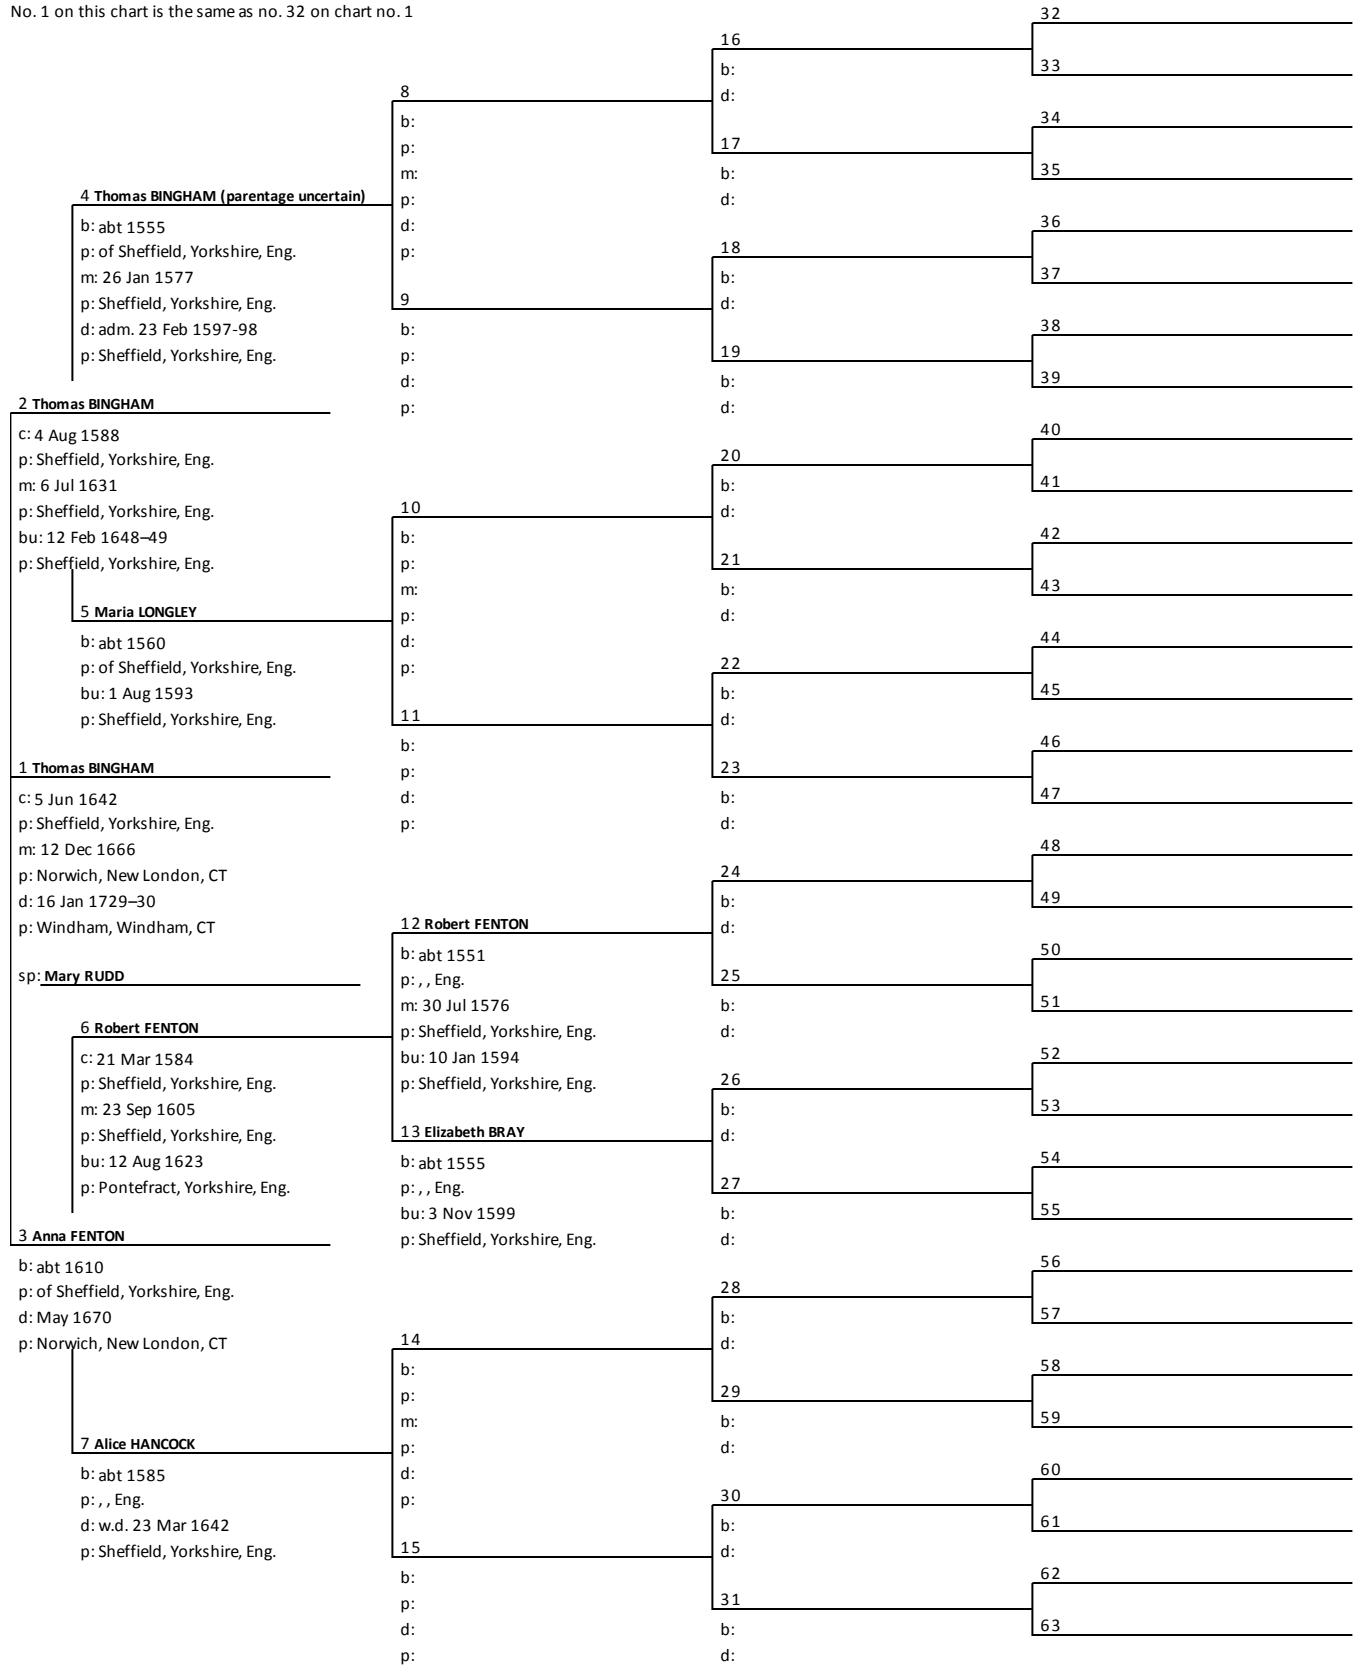 No. 1 on this chart is the same as no. 32 on chart no. 1
4 Thomas BINGHAM (parentage uncertain)
b: abt 1555
p: of Sheffield, Yorkshire, Eng.
m: 26 Jan 1577
p: Sheffield, Yorkshire, Eng.
d: adm. 23 Feb 1597-98
p: Sheffield, Yorkshire, Eng.
2 Thomas BINGHAM
c: 4 Aug 1588
p: Sheffield, Yorkshire, Eng.
m: 6 Jul 1631
p: Sheffield, Yorkshire, Eng.
bu: 12 Feb 1648–49
p: Sheffield, Yorkshire, Eng.
5 Maria LONGLEY
b: abt 1560
p: of Sheffield, Yorkshire, Eng.
bu: 1 Aug 1593
p: Sheffield, Yorkshire, Eng.
1 Thomas BINGHAM
c: 5 Jun 1642
p: Sheffield, Yorkshire, Eng.
m: 12 Dec 1666
p: Norwich, New London, CT
d: 16 Jan 1729–30
p: Windham, Windham, CT
sp: Mary RUDD
6 Robert FENTON
c: 21 Mar 1584
p: Sheffield, Yorkshire, Eng.
m: 23 Sep 1605
p: Sheffield, Yorkshire, Eng.
bu: 12 Aug 1623
p: Pontefract, Yorkshire, Eng.
3 Anna FENTON
b: abt 1610
p: of Sheffield, Yorkshire, Eng.
d: May 1670
p: Norwich, New London, CT
7 Alice HANCOCK
b: abt 1585
p: , , Eng.
d: w.d. 23 Mar 1642
p: Sheffield, Yorkshire, Eng.
8
b:
p:
m:
p:
d:
p:
9
b:
p:
d:
p:
10
b:
p:
m:
p:
d:
p:
11
b:
p:
d:
p:
12 Robert FENTON
b: abt 1551
p: , , Eng.
m: 30 Jul 1576
p: Sheffield, Yorkshire, Eng.
bu: 10 Jan 1594
p: Sheffield, Yorkshire, Eng.
13 Elizabeth BRAY
b: abt 1555
p: , , Eng.
bu: 3 Nov 1599
p: Sheffield, Yorkshire, Eng.
14
b:
p:
m:
p:
d:
p:
15
b:
p:
d:
p:
16
b:
d:
17
b:
d:
18
b:
d:
19
b:
d:
20
b:
d:
21
b:
d:
22
b:
d:
23
b:
d:
24
b:
d:
25
b:
d:
26
b:
d:
27
b:
d:
28
b:
d:
29
b:
d:
30
b:
d:
31
b:
d:
32
33
34
35
36
37
38
39
40
41
42
43
44
45
46
47
48
49
50
51
52
53
54
55
56
57
58
59
60
61
62
63